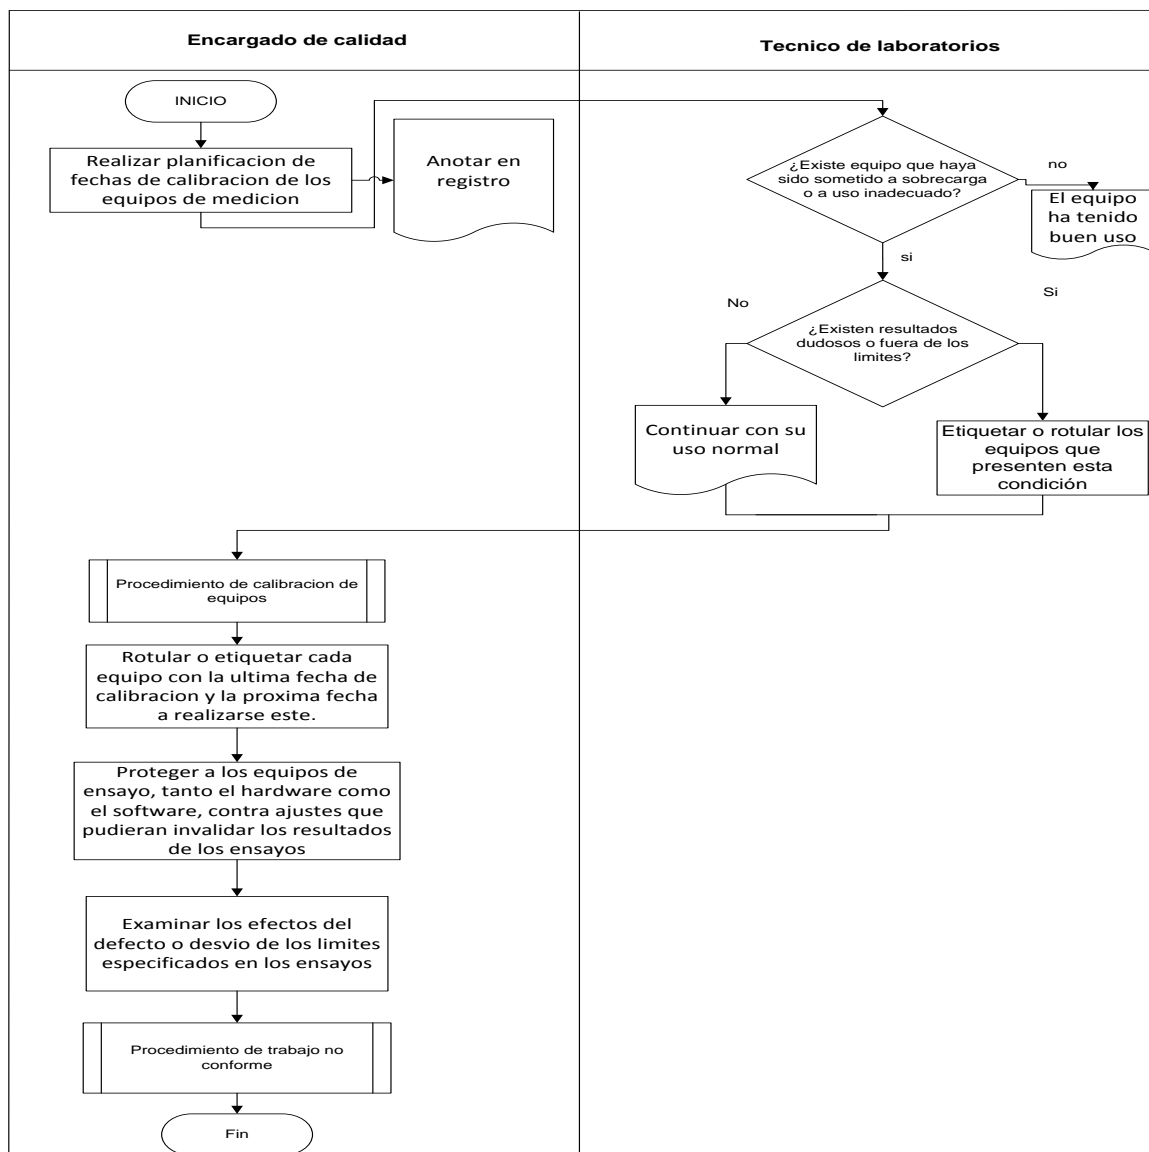 Encargado de calidad
Tecnico de laboratorios
INICIO
Realizar planificacion de
fechas de calibracion de los
equipos de medicion
Anotar en
registro
¿Existe equipo que haya
sido sometido a sobrecarga
o a uso inadecuado?
no
El equipo
ha tenido
buen uso
si
No
Si
¿Existen resultados
dudosos o fuera de los
limites?
Continuar con su
uso normal
Etiquetar o rotular los
equipos que
presenten esta
condición
Procedimiento de calibracion de
equipos
Rotular o etiquetar cada
equipo con la ultima fecha de
calibracion y la proxima fecha
a realizarse este.
Proteger a los equipos de
ensayo, tanto el hardware como
el software, contra ajustes que
pudieran invalidar los resultados
de los ensayos
Examinar los efectos del
defecto o desvio de los limites
especificados en los ensayos
Procedimiento de trabajo no
conforme
Fin